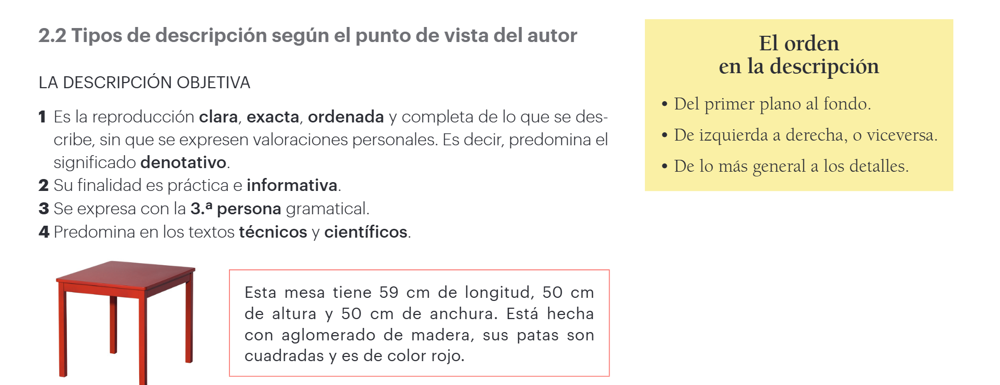 2.2 Tipos de descripción según el punto de vista del autor
LA DESCRIPCIÓN OBJETIVA
1 Es la reproducción clara, exacta, ordenada y completa de lo que se des-
cribe, sin que se expresen valoraciones personales. Es decir, predomina el
significado denotativo.
2 Su finalidad es práctica e informativa.
3 Se expresa con la 3.ª persona gramatical.
4 Predomina en los textos técnicos y científicos.
Esta mesa tiene 59 cm de longitud, 50 cm
de altura y 50 cm de anchura. Está hecha
con aglomerado de madera, sus patas son
cuadradas y es de color rojo.
El orden
en la descripción
• Del primer plano al fondo.
• De izquierda a derecha, o viceversa.
• De lo más general a los detalles.